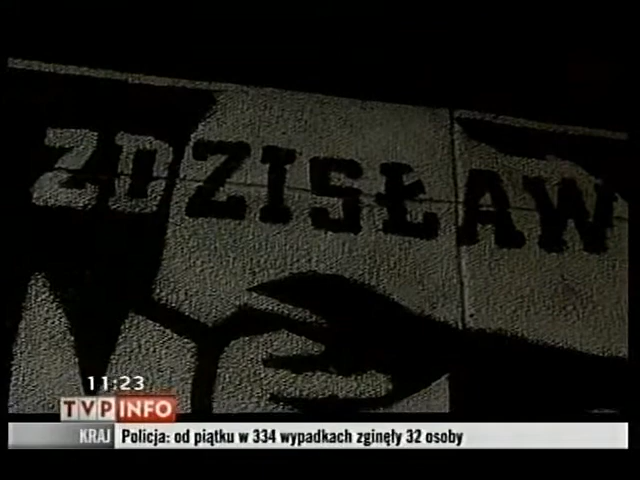 ZDZISŁAW
11:23
TVP INFO
KRAJ Policja: od piątku w 334 wypadkach zginęły 32 osoby